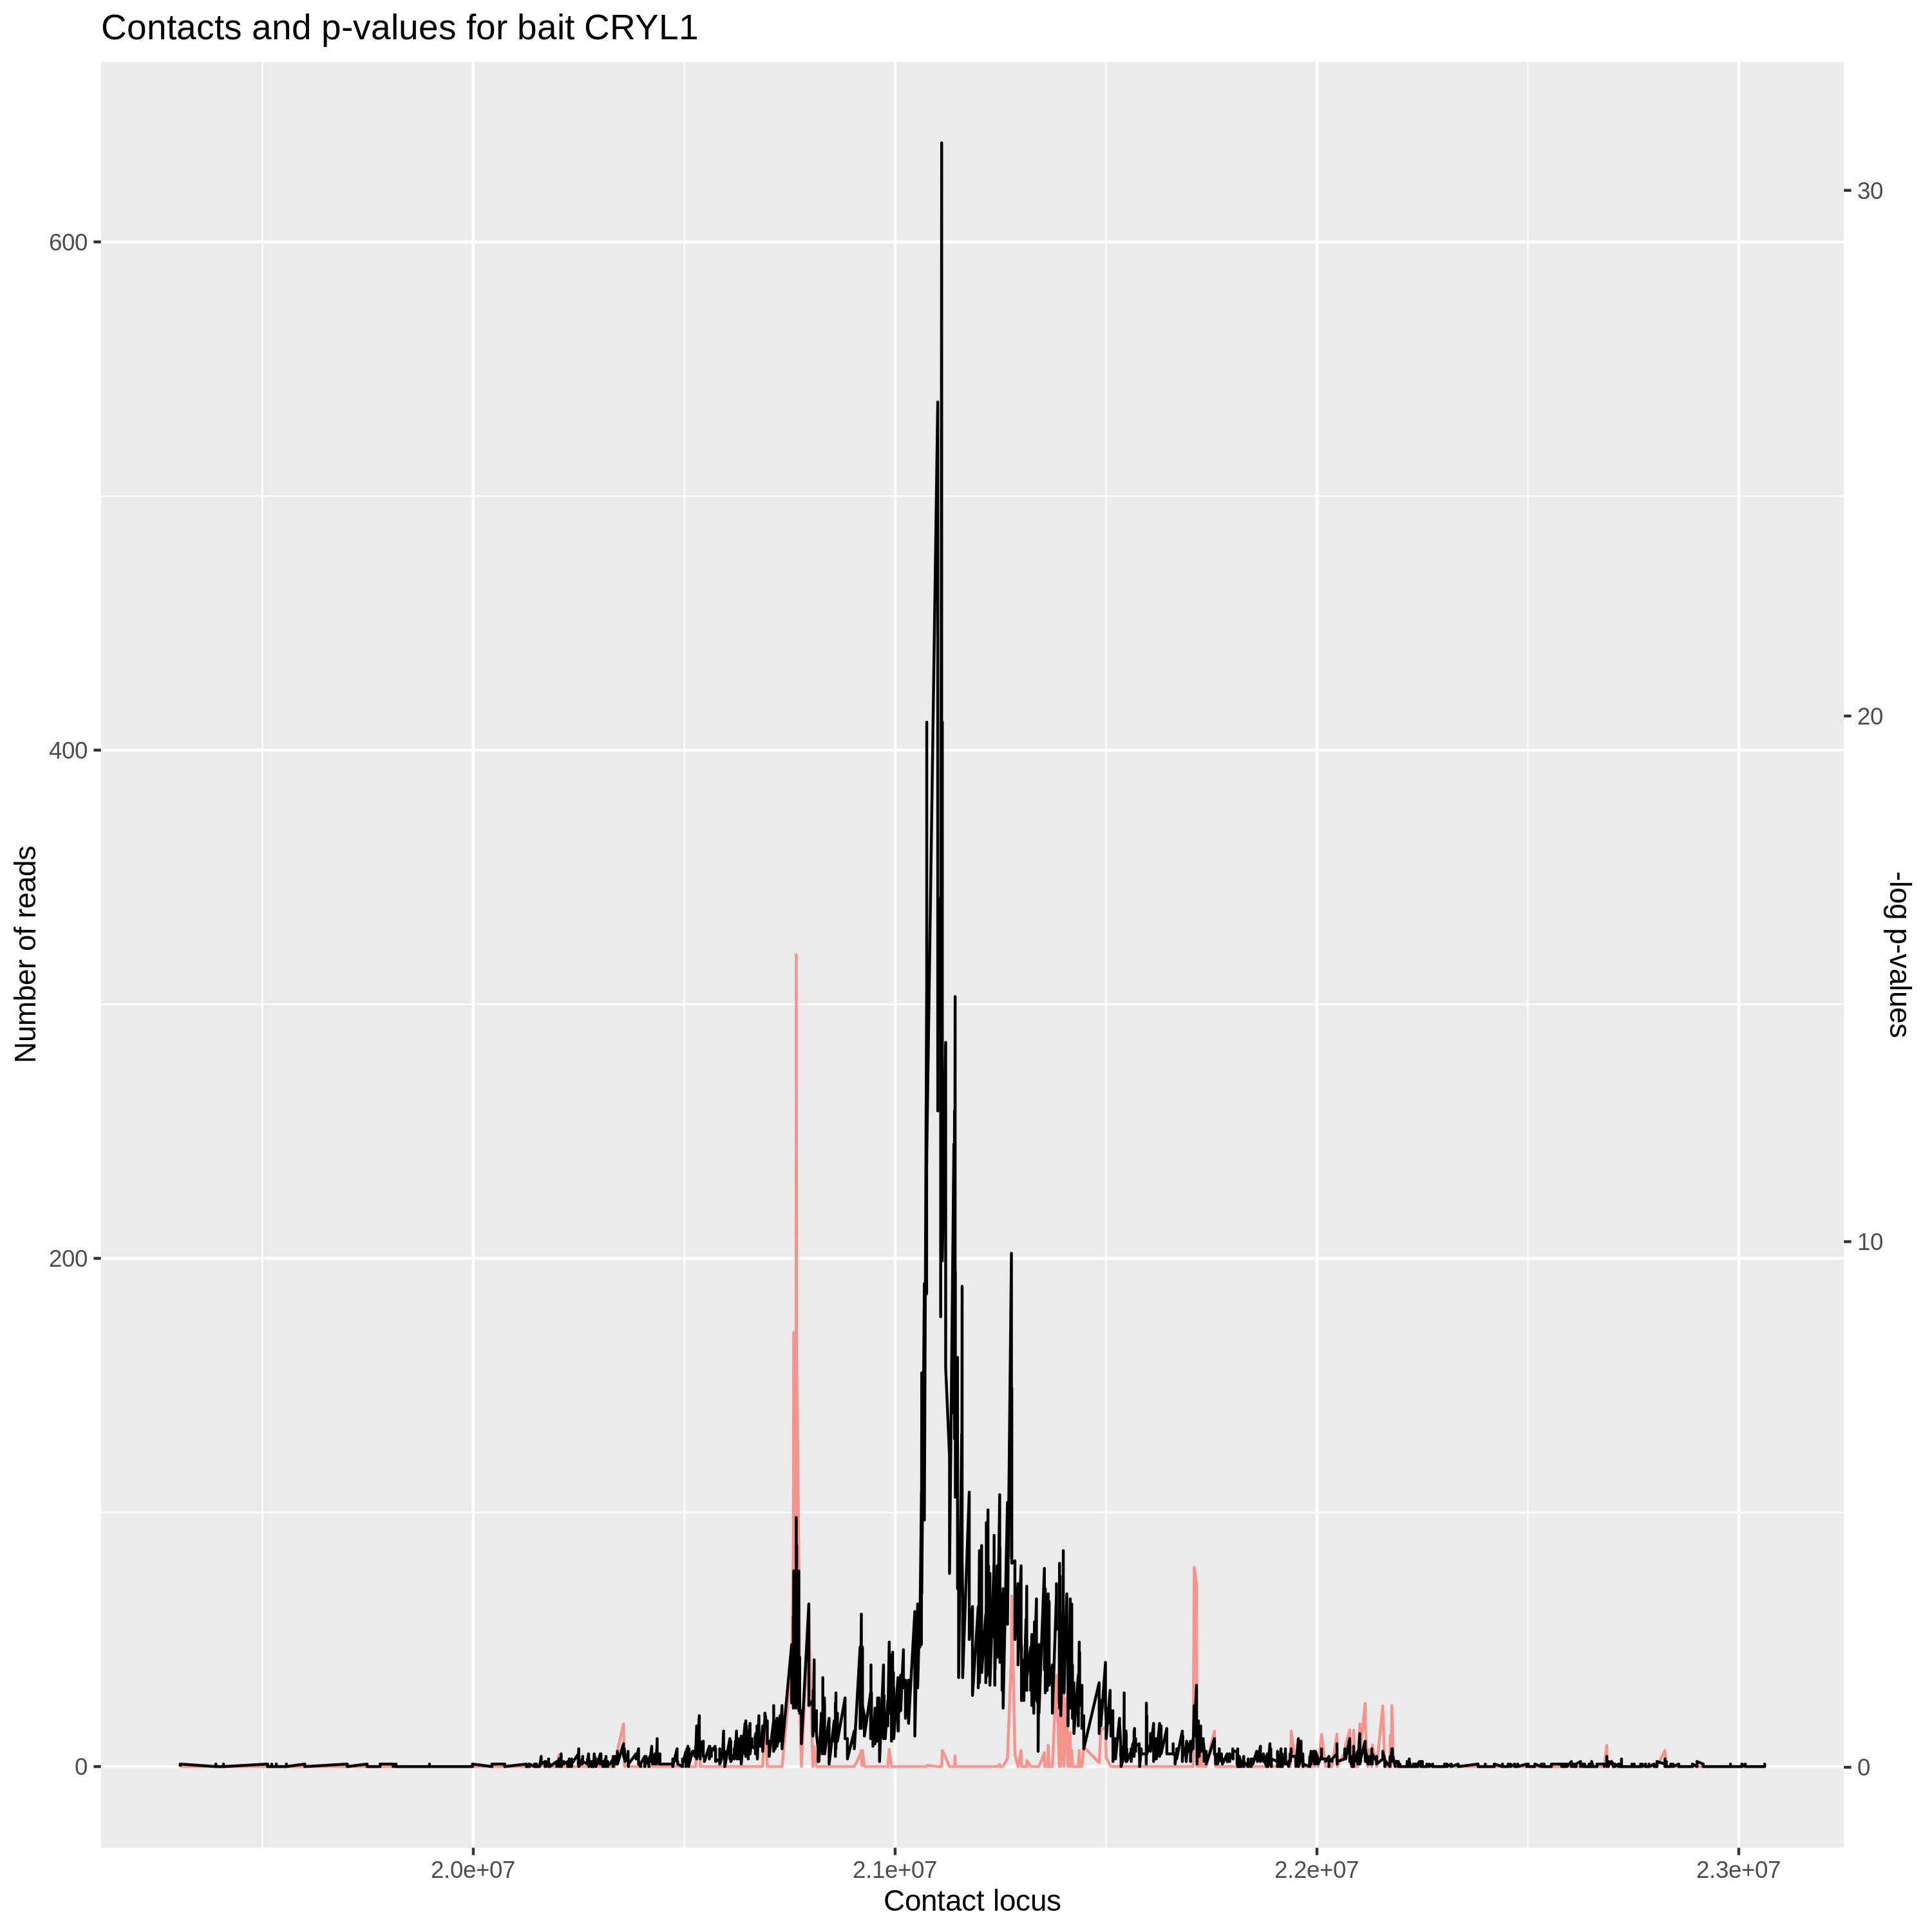 Contacts and p-values for bait CRYL1
Number of reads
600
400
200
0
30
20
10
0
-log p-values
2.0e+07
2.1e+07
2.2e+07
2.3e+07
Contact locus